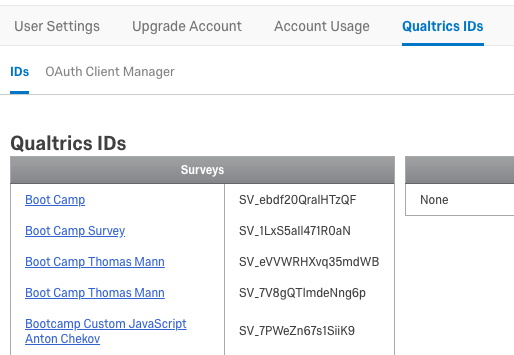 User Settings Upgrade Account Account Usage Qualtrics IDs
IDs OAuth Client Manager
Qualtrics IDs
Surveys
Boot Camp SV_ebdf20QralHTzQF None
Boot Camp Survey SV_1LxS5all471R0aN
Boot Camp Thomas Mann SV_eVVWRHXvq35mdWB
Boot Camp Thomas Mann SV_7V8gQTlmdeNng6p
Bootcamp Custom JavaScript
Anton Chekov SV_7PWeZn67s1SiiK9